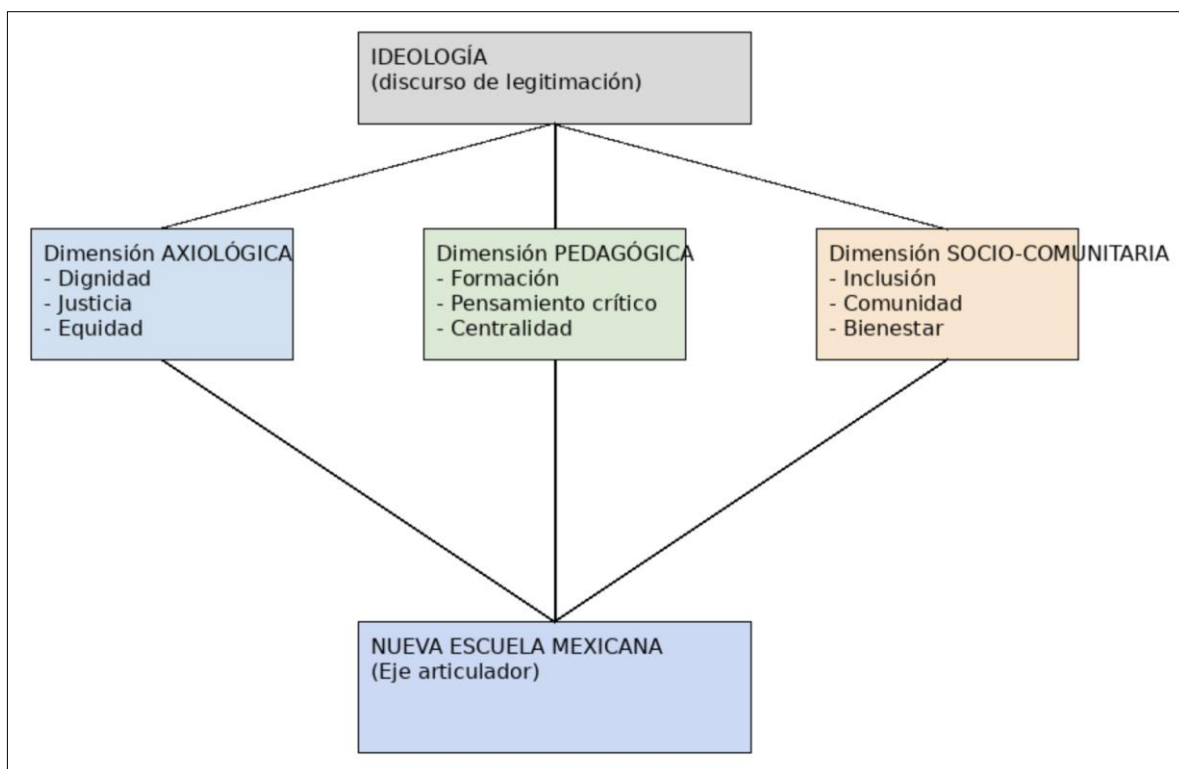 IDEOLOGÍA
(discurso de legitimación)
Dimensión AXIOLÓGICA
- Dignidad
- Justicia
- Equidad
Dimensión PEDAGÓGICA
- Formación
- Pensamiento crítico
- Centralidad
Dimensión SOCIO-COMUNITARIA
- Inclusión
- Comunidad
- Bienestar
NUEVA ESCUELA MEXICANA
(Eje articulador)